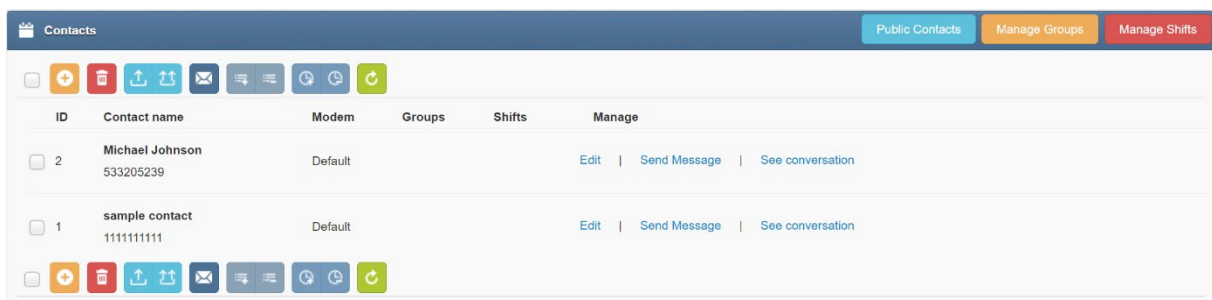 Contacts
Public Contacts
Manage Groups
Manage Shifts
ID Contact name Modem Groups Shifts Manage
2 Michael Johnson Default Edit | Send Message | See conversation
533205239
1 sample contact Default Edit | Send Message | See conversation
1111111111